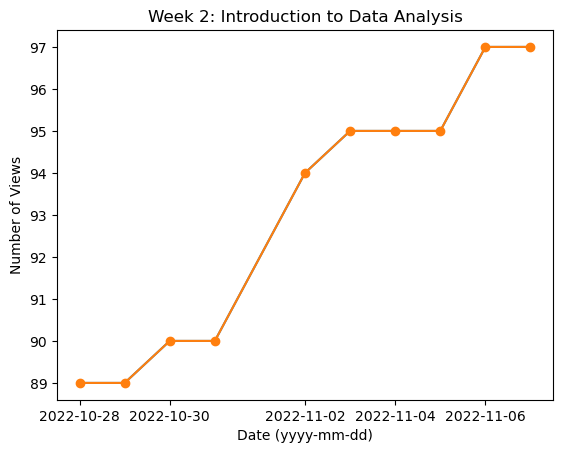 Week 2: Introduction to Data Analysis
97
96
95
94
93
92
91
90
89
Number of Views
2022-10-28 2022-10-30 2022-11-02 2022-11-04 2022-11-06
Date (yyyy-mm-dd)